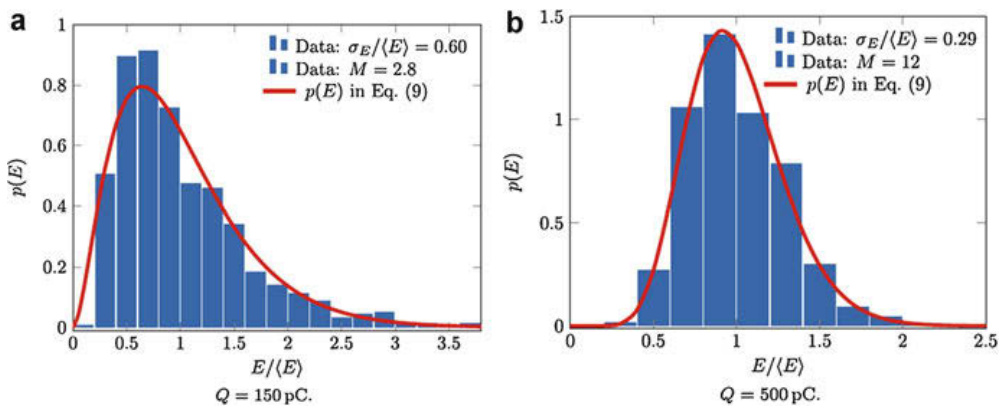 a
1
Data: σ_E/⟨E⟩ = 0.60
Data: M = 2.8
p(E) in Eq. (9)
0.8
0.6
0.4
0.2
0
p(E)
0 0.5 1 1.5 2 2.5 3 3.5
E/⟨E⟩
Q = 150 pC.
b
1.5
Data: σ_E/⟨E⟩ = 0.29
Data: M = 12
p(E) in Eq. (9)
1
0.5
0
p(E)
0 0.5 1 1.5 2 2.5
E/⟨E⟩
Q = 500 pC.